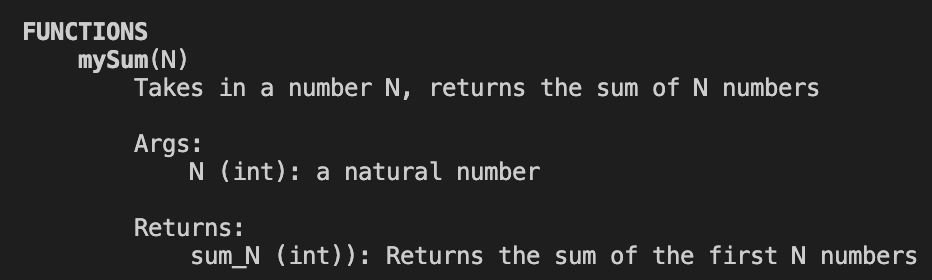 FUNCTIONS
mySum(N)
Takes in a number N, returns the sum of N numbers
Args:
N (int): a natural number
Returns:
sum_N (int)): Returns the sum of the first N numbers